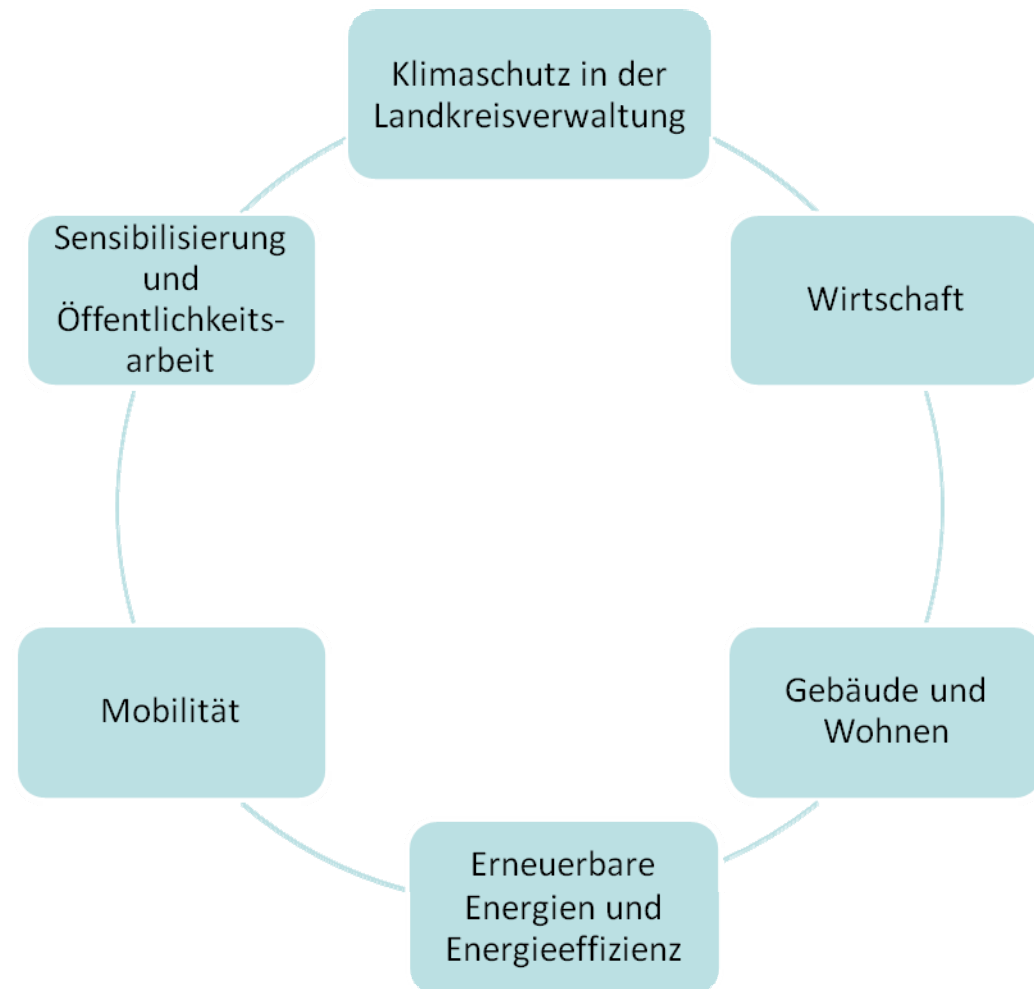 Klimaschutz in der
Landkreisverwaltung
Wirtschaft
Gebäude und
Wohnen
Erneuerbare
Energien und
Energieeffizienz
Mobilität
Sensibilisierung
und
Öffentlichkeits-
arbeit